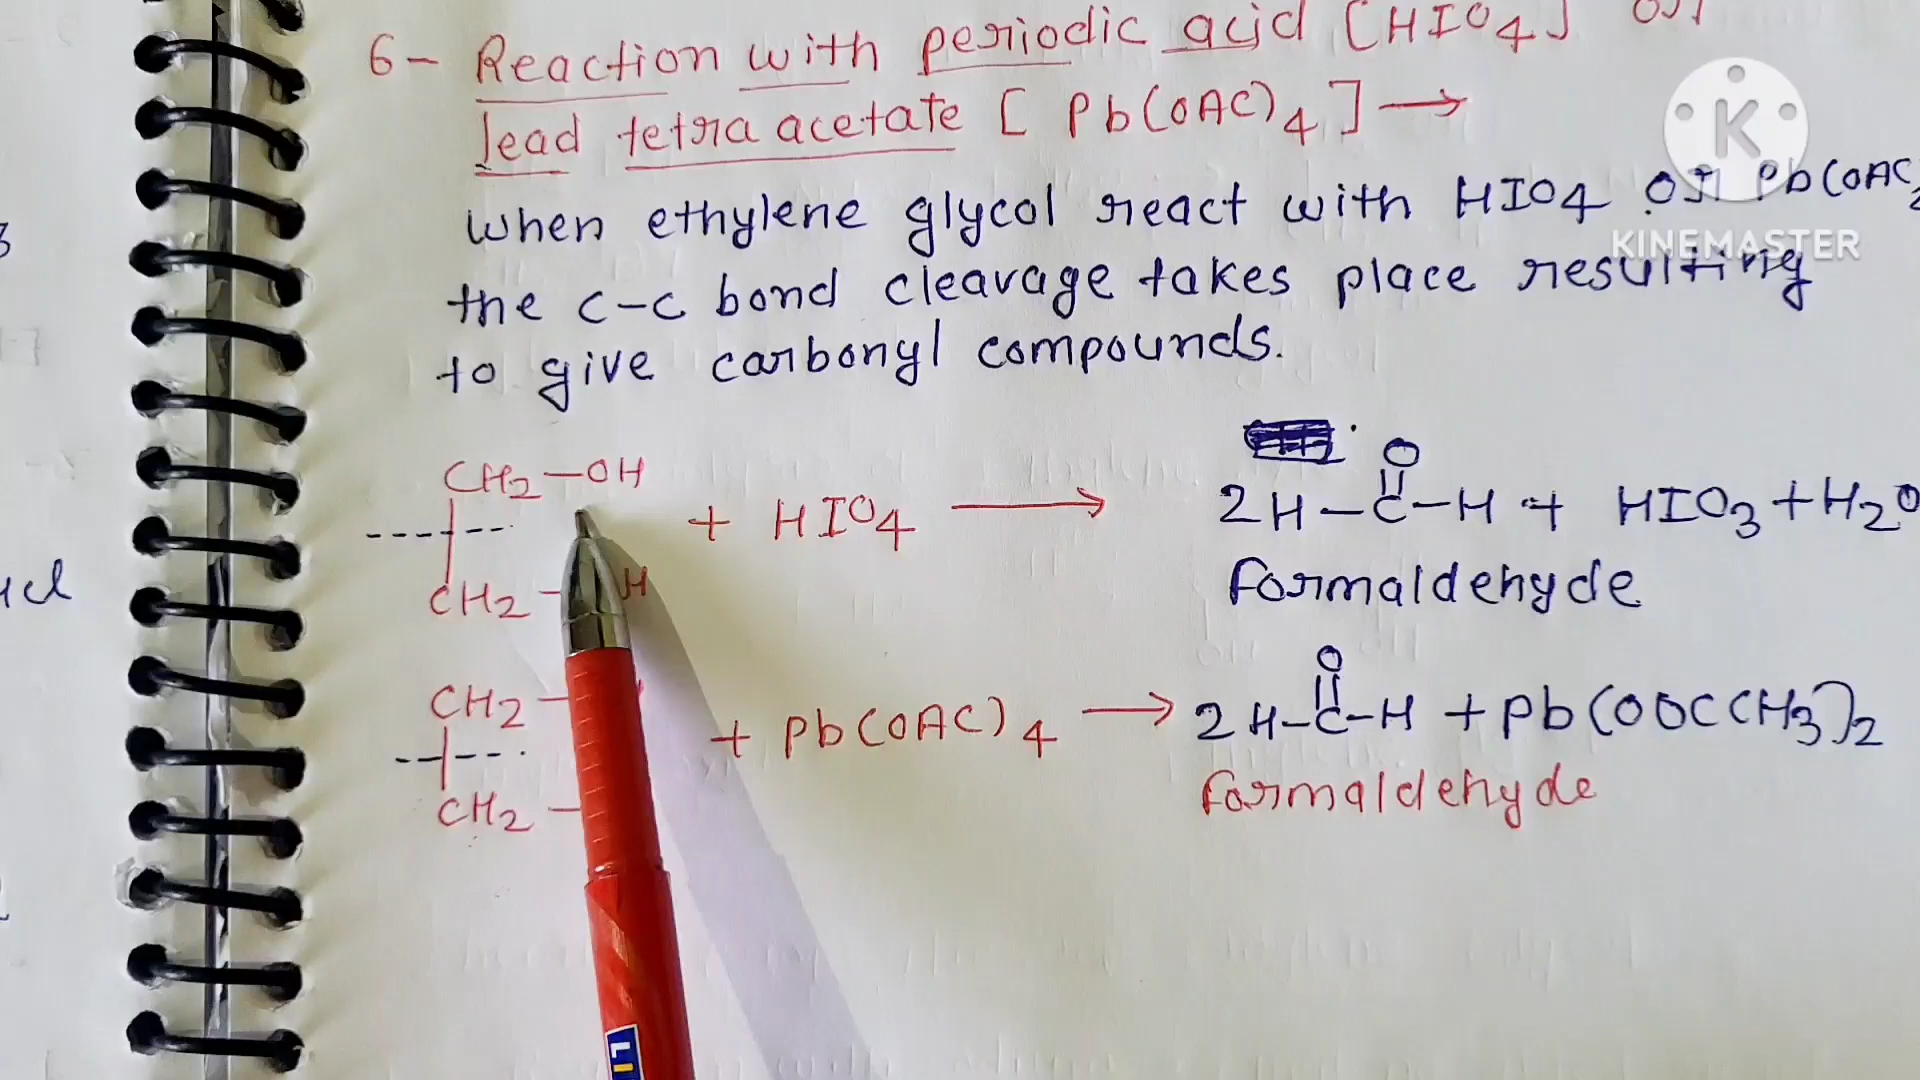 6- Reaction with periodic acid [HIO4] or
lead tetra acetate [Pb(OAC)4] →
K
when ethylene glycol react with HIO4 or Pb(OAC)
KINEMASTER
the C-C bond cleavage takes place resulting
to give carbonyl compounds.
O
CH2-OH + HIO4 → 2H-C-H + HIO3+H2O
CH2-
H
Formaldehyde
O
CH2- + Pb(OAC)4 → 2H-C-H + Pb(OOCCH3)2
CH2-
Formaldehyde
LI